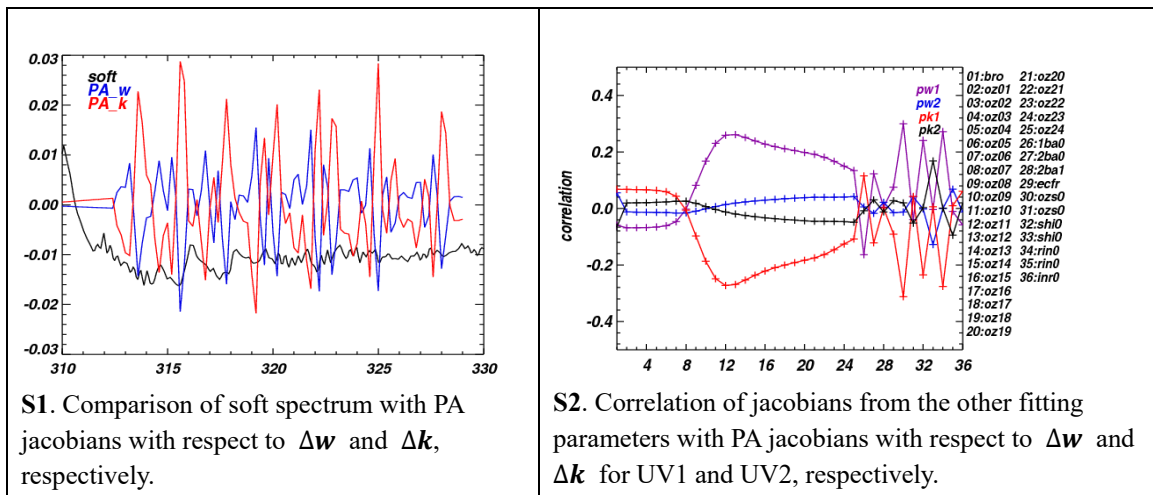 0.03
0.02
0.01
0.00
-0.01
-0.02
-0.03
soft
PA_w
PA_k
310 315 320 325 330
S1. Comparison of soft spectrum with PA
jacobians with respect to Δw and Δk,
respectively.
correlation
0.4
0.2
0.0
-0.2
-0.4
pw1
pw2
pk1
pk2
4 8 12 16 20 24 28 32 36
01:bro 21:oz20
02:oz01 22:oz21
03:oz02 23:oz22
04:oz03 24:oz23
05:oz04 25:oz24
06:oz05 26:1ba0
07:oz06 27:2ba0
08:oz07 28:2ba1
09:oz08 29:ecfr
10:oz09 30:ozs0
11:oz10 31:ozs0
12:oz11 32:shi0
13:oz12 33:shi0
14:oz13 34:rin0
15:oz14 35:rin0
16:oz15 36:inr0
17:oz16
18:oz17
19:oz18
20:oz19
S2. Correlation of jacobians from the other fitting
parameters with PA jacobians with respect to Δw and
Δk for UV1 and UV2, respectively.